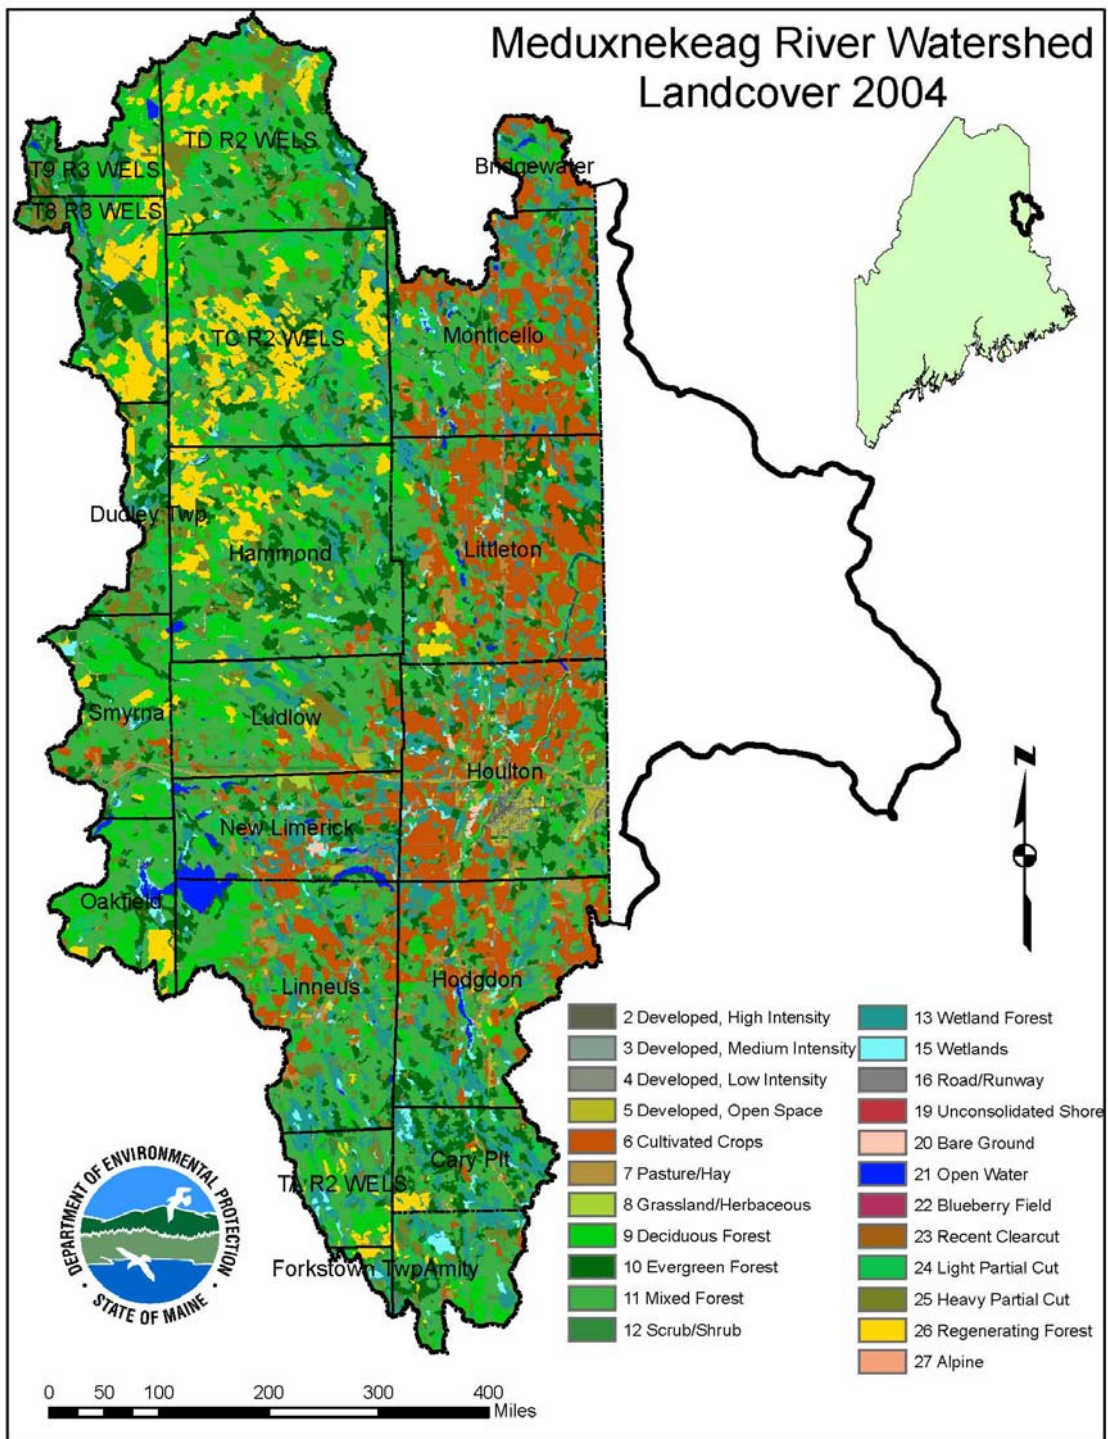 Meduxnekeag River Watershed
Landcover 2004
TD R2 WELS
Bridgewater
T9 R3 WELS
T8 R3 WELS
TC R2 WELS
Monticello
Dudley Twp
Hammond
Littleton
Smyrna
Ludlow
Houlton
New Limerick
Oakfield
Linneus
Hodgdon
Cary Plt
TA R2 WELS
Forkstown Twp
Amity
N
2 Developed, High Intensity
3 Developed, Medium Intensity
4 Developed, Low Intensity
5 Developed, Open Space
6 Cultivated Crops
7 Pasture/Hay
8 Grassland/Herbaceous
9 Deciduous Forest
10 Evergreen Forest
11 Mixed Forest
12 Scrub/Shrub
13 Wetland Forest
15 Wetlands
16 Road/Runway
19 Unconsolidated Shore
20 Bare Ground
21 Open Water
22 Blueberry Field
23 Recent Clearcut
24 Light Partial Cut
25 Heavy Partial Cut
26 Regenerating Forest
27 Alpine
DEPARTMENT OF ENVIRONMENTAL PROTECTION
STATE OF MAINE
0 50 100 200 300 400
Miles